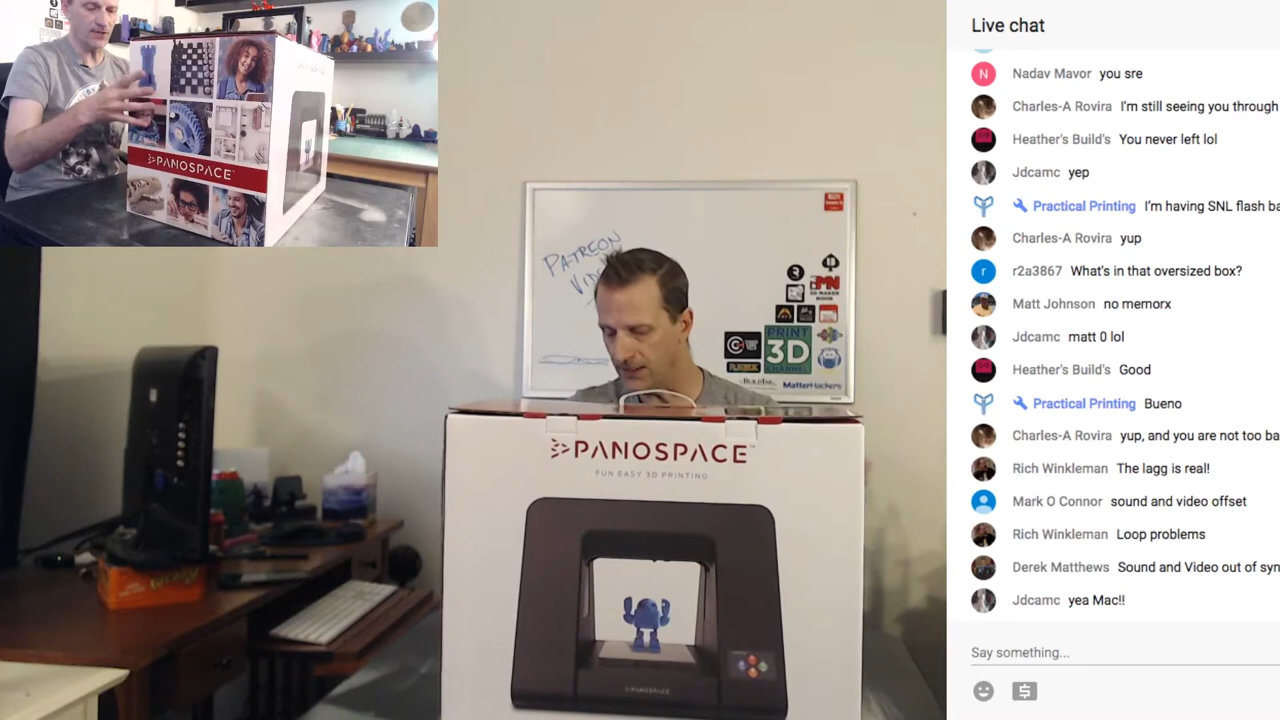 PANOSPACE
PATREON
PANOSPACE
FUN EASY 3D PRINTING
PANOSPACE
PRINT
3D
CHANNEL
MatterHackers
Live chat
Nadav Mavor you sre
Charles-A Rovira I'm still seeing you through
Heather's Build's You never left lol
Jdcamc yep
Practical Printing I'm having SNL flash ba
Charles-A Rovira yup
r2a3867 What's in that oversized box?
Matt Johnson no memorx
Jdcamc matt 0 lol
Heather's Build's Good
Practical Printing Bueno
Charles-A Rovira yup, and you are not too ba
Rich Winkleman The lagg is real!
Mark O Connor sound and video offset
Rich Winkleman Loop problems
Derek Matthews Sound and Video out of syn
Jdcamc yea Mac!!
Say something...